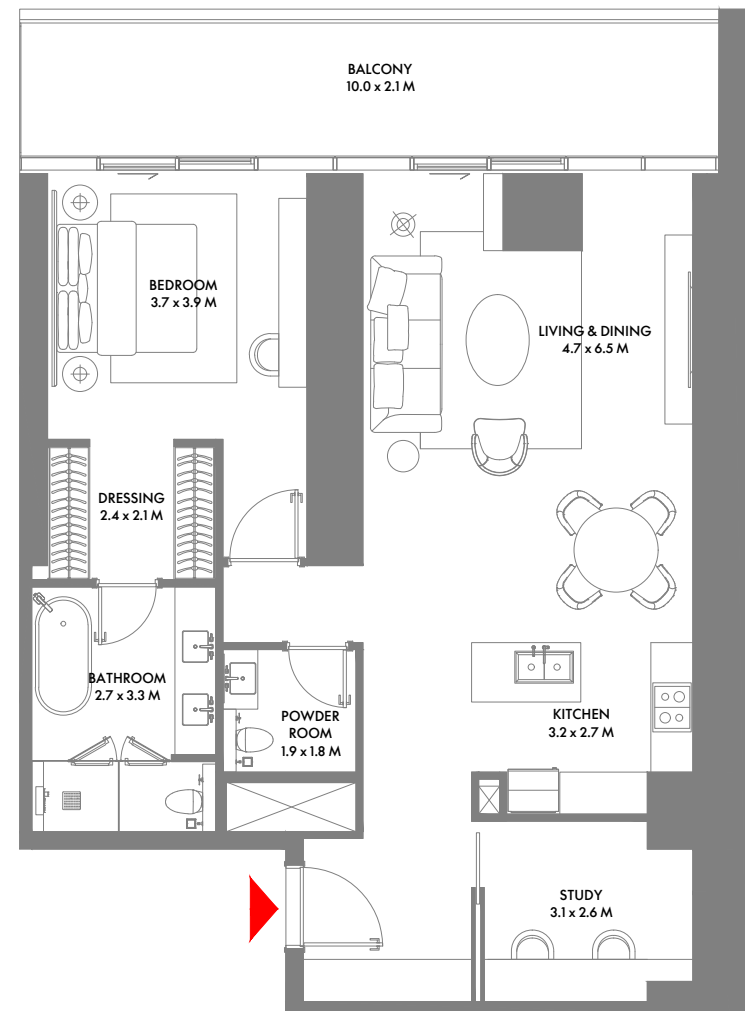 BALCONY
10.0 x 2.1 M
BEDROOM
3.7 x 3.9 M
LIVING & DINING
4.7 x 6.5 M
DRESSING
2.4 x 2.1 M
BATHROOM
2.7 x 3.3 M
POWDER
ROOM
1.9 x 1.8 M
KITCHEN
3.2 x 2.7 M
STUDY
3.1 x 2.6 M